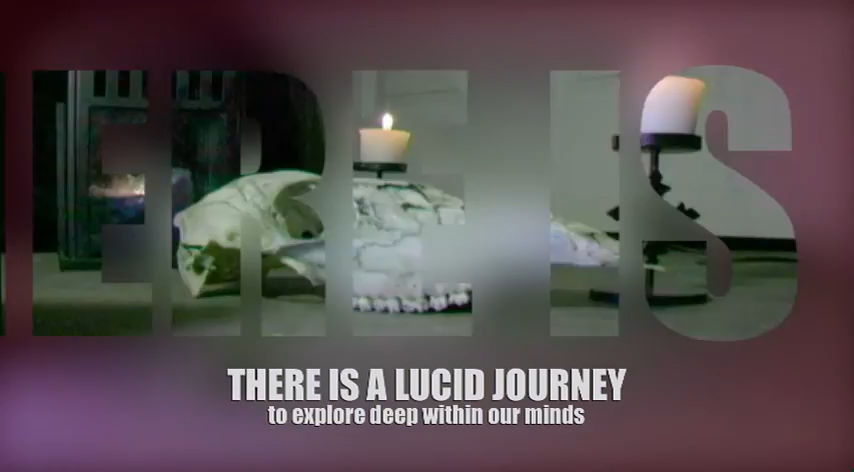 ERE IS
THERE IS A LUCID JOURNEY
to explore deep within our minds